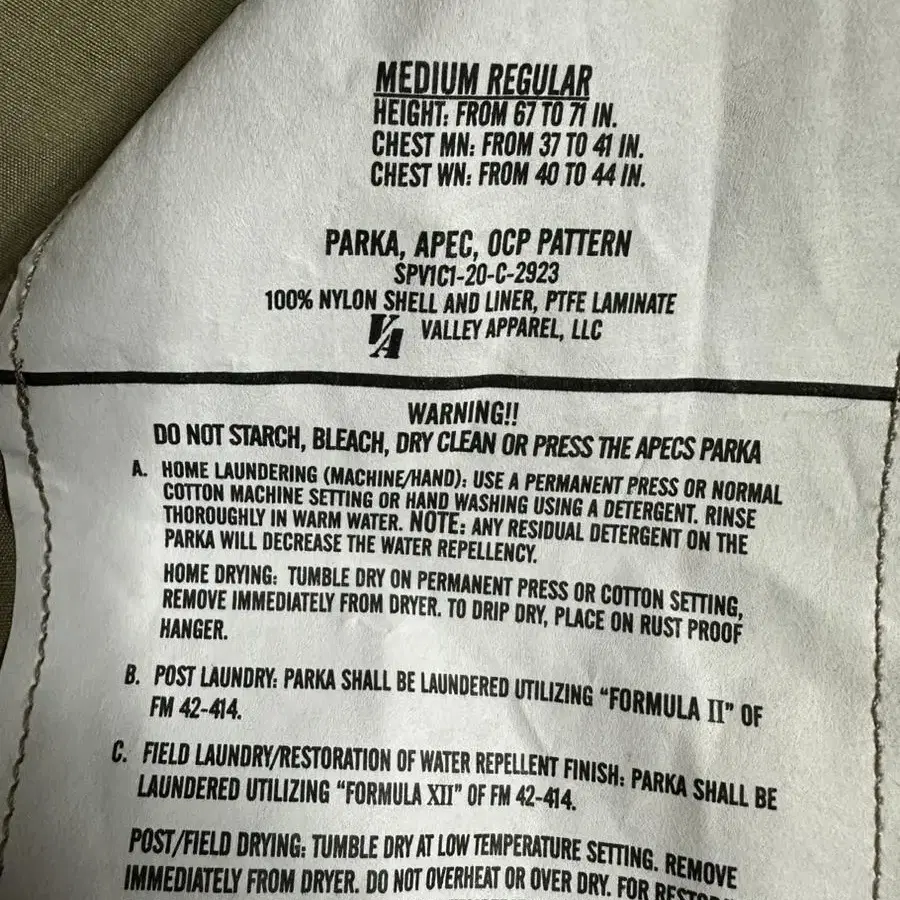 MEDIUM REGULAR
HEIGHT: FROM 67 TO 71 IN.
CHEST MN: FROM 37 TO 41 IN.
CHEST WN: FROM 40 TO 44 IN.
PARKA, APEC, OCP PATTERN
SPV1C1-20-C-2923
100% NYLON SHELL AND LINER, PTFE LAMINATE
VA VALLEY APPAREL, LLC
WARNING!!
DO NOT STARCH, BLEACH, DRY CLEAN OR PRESS THE APECS PARKA
A. HOME LAUNDERING (MACHINE/HAND): USE A PERMANENT PRESS OR NORMAL
COTTON MACHINE SETTING OR HAND WASHING USING A DETERGENT. RINSE
THOROUGHLY IN WARM WATER. NOTE: ANY RESIDUAL DETERGENT ON THE
PARKA WILL DECREASE THE WATER REPELLENCY.
HOME DRYING: TUMBLE DRY ON PERMANENT PRESS OR COTTON SETTING,
REMOVE IMMEDIATELY FROM DRYER. TO DRIP DRY, PLACE ON RUST PROOF
HANGER.
B. POST LAUNDRY: PARKA SHALL BE LAUNDERED UTILIZING “FORMULA II” OF
FM 42-414.
C. FIELD LAUNDRY/RESTORATION OF WATER REPELLENT FINISH: PARKA SHALL BE
LAUNDERED UTILIZING “FORMULA XII” OF FM 42-414.
POST/FIELD DRYING: TUMBLE DRY AT LOW TEMPERATURE SETTING. REMOVE
IMMEDIATELY FROM DRYER. DO NOT OVERHEAT OR OVER DRY. FOR